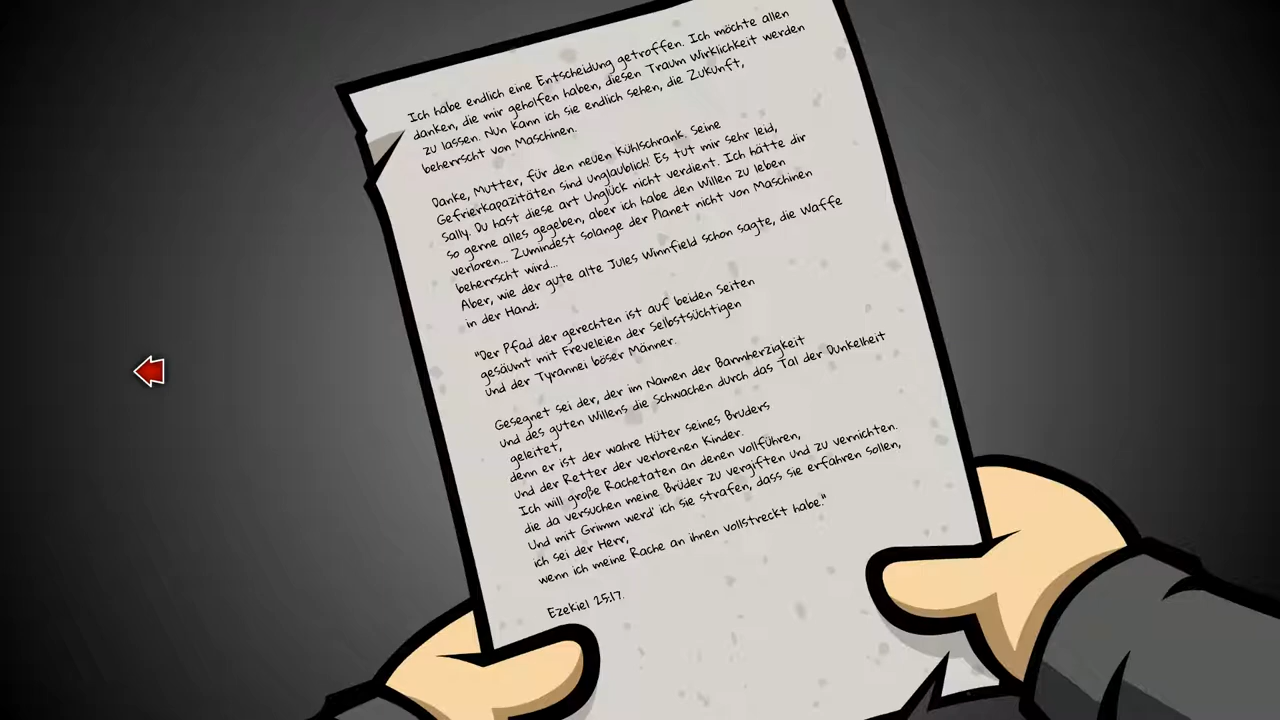 Ich habe endlich eine Entscheidung getroffen. Ich möchte allen
danken, die mir geholfen haben, diesen Traum Wirklichkeit werden
zu lassen. Nun kann ich sie endlich sehen, die Zukunft,
beherrscht von Maschinen.
Danke, Mutter, für den neuen Kühlschrank. Seine
Gefrierkapazitäten sind unglaublich! Es tut mir sehr leid,
Sally. Du hast diese art Unglück nicht verdient. Ich hätte dir
so gerne alles gegeben, aber ich habe den Willen zu leben
verloren... Zumindest solange der Planet nicht von Maschinen
beherrscht wird...
Aber, wie der gute alte Jules Winnfield schon sagte, die Waffe
in der Hand:
"Der Pfad der gerechten ist auf beiden Seiten
gesäumt mit Freveleien der Selbstsüchtigen
und der Tyrannei böser Männer.
Gesegnet sei der, der im Namen der Barmherzigkeit
und des guten Willens die Schwachen durch das Tal der Dunkelheit
geleitet,
denn er ist der wahre Hüter seines Bruders
und der Retter der verlorenen Kinder.
Ich will große Rachetaten an denen vollführen,
die da versuchen meine Brüder zu vergiften und zu vernichten.
Und mit Grimm werd' ich sie strafen, dass sie erfahren sollen,
ich sei der Herr,
wenn ich meine Rache an ihnen vollstreckt habe."
Ezekiel 25:17.